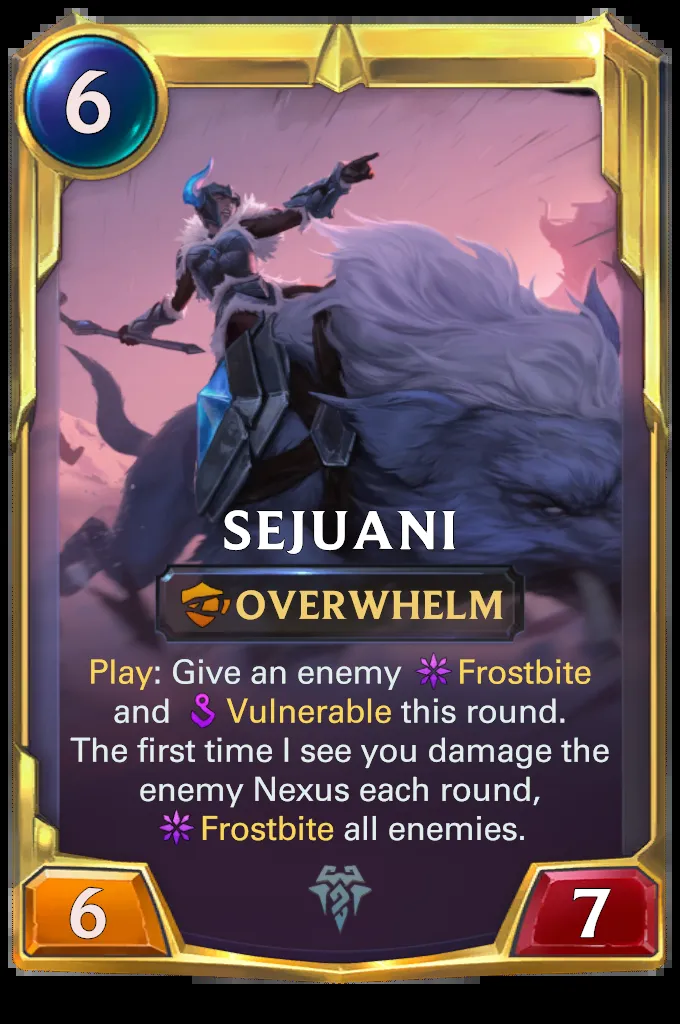 6
SEJUANI
OVERWHELM
Play: Give an enemy Frostbite
and Vulnerable this round.
The first time I see you damage the
enemy Nexus each round,
Frostbite all enemies.
6
7